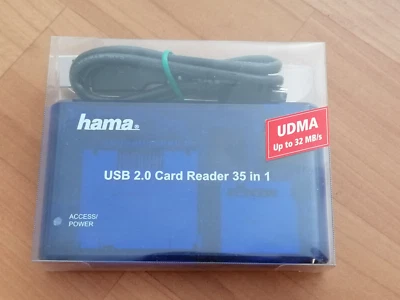 hama®
UDMA
Up to 32 MB/s
USB 2.0 Card Reader 35 in 1
ACCESS/
POWER